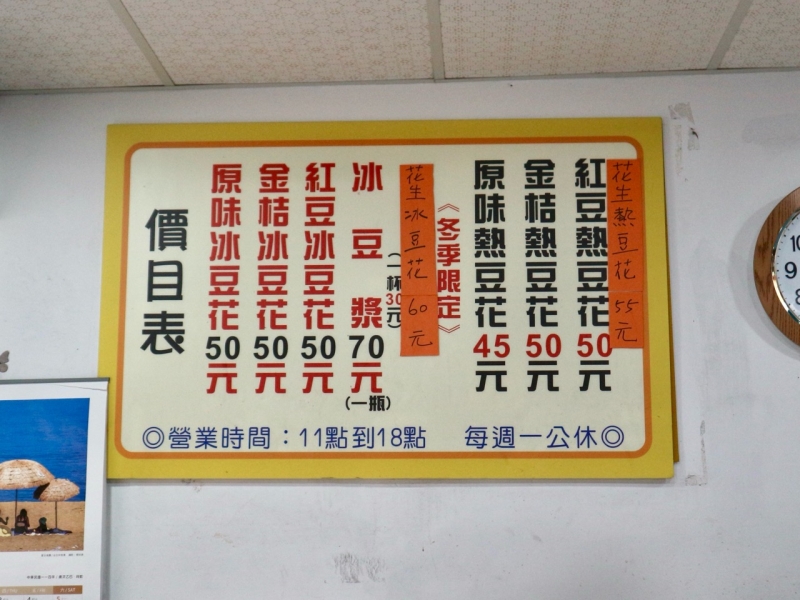 價目表
原味冰豆花50元
金桔冰豆花50元
紅豆冰豆花50元
冰豆漿70元
(一瓶)
(一杯30元)
花生冰豆花 60元
《冬季限定》
原味熱豆花45元
金桔熱豆花50元
紅豆熱豆花50元
花生熱豆花 55元
◎營業時間：11點到18點 每週一公休◎
10
9
8